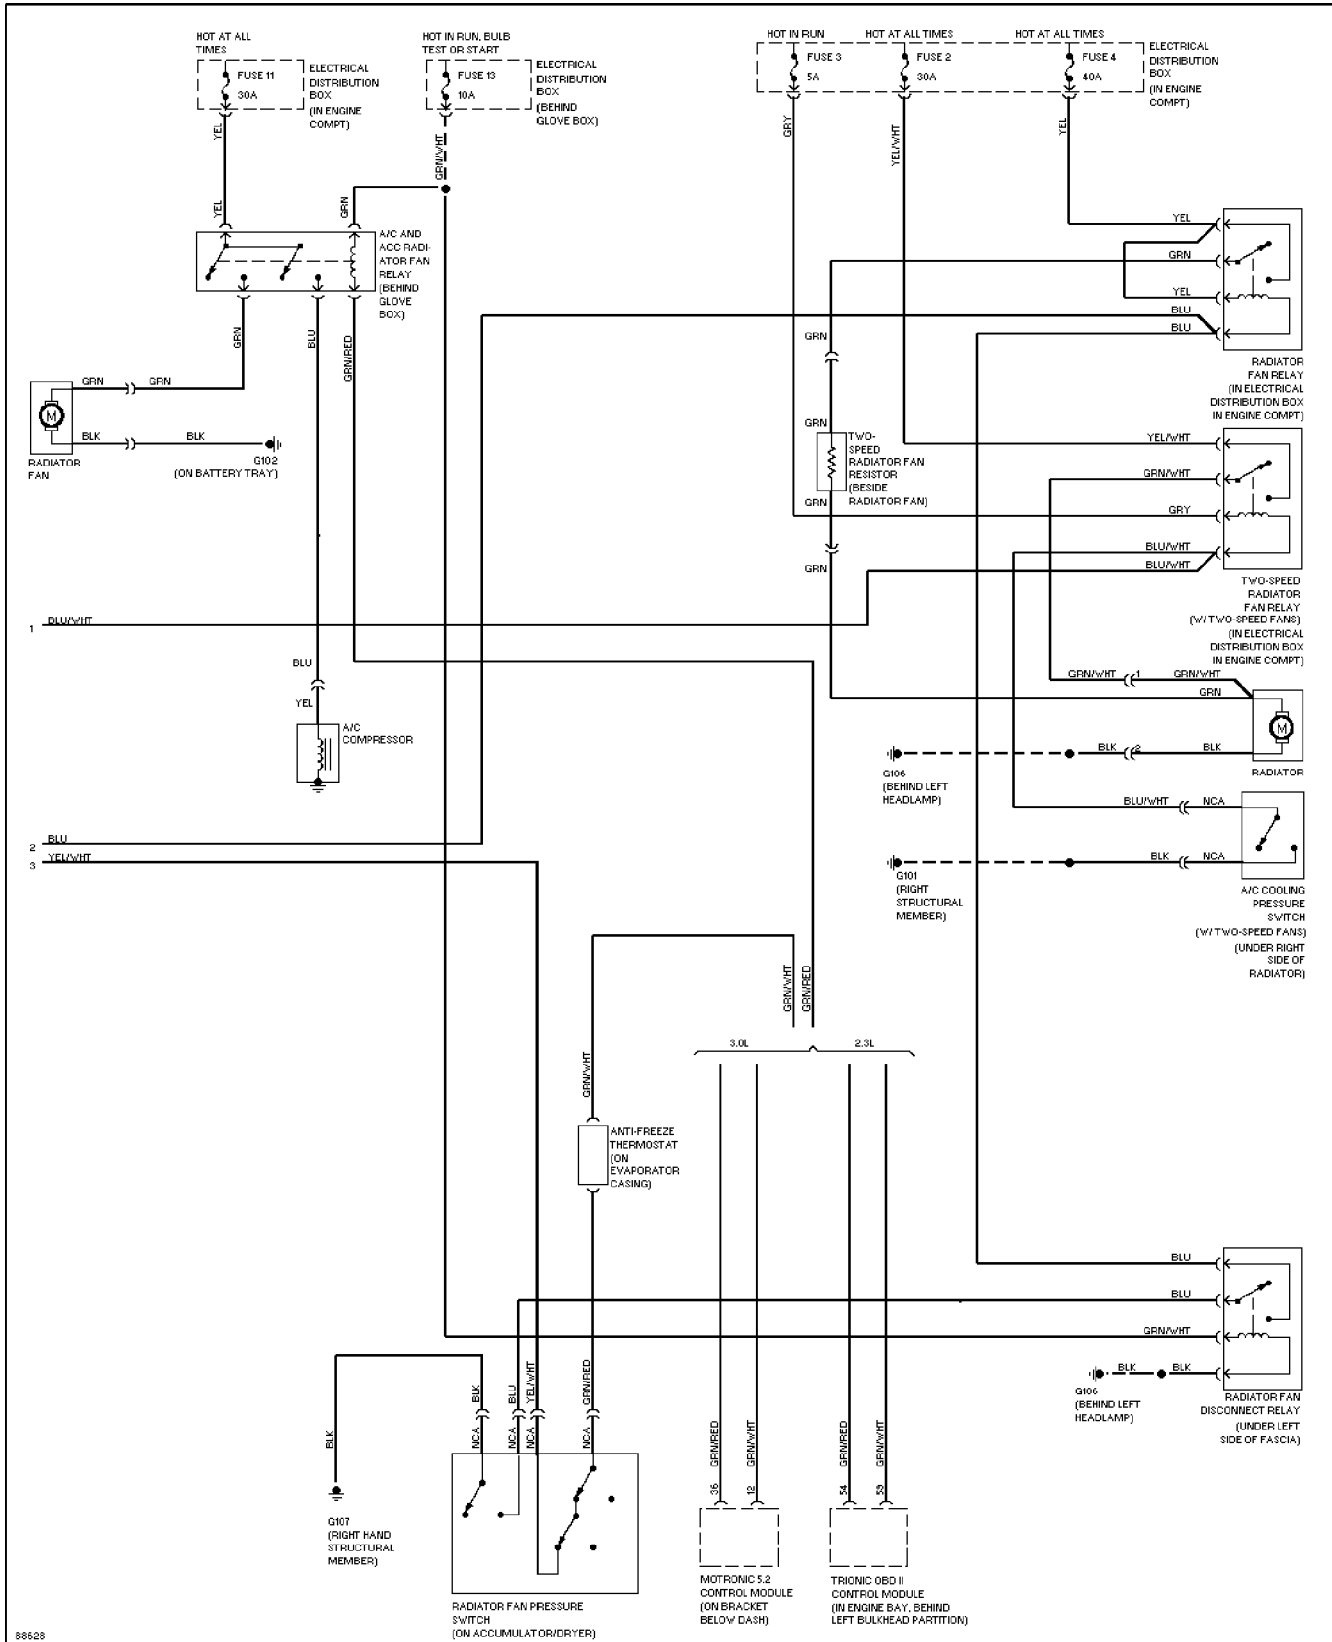 HOT AT ALL
TIMES
FUSE 11
30A
ELECTRICAL
DISTRIBUTION
BOX
(IN ENGINE
COMPT)
HOT IN RUN, BULB
TEST OR START
FUSE 13
10A
ELECTRICAL
DISTRIBUTION
BOX
(BEHIND
GLOVE BOX)
HOT IN RUN
HOT AT ALL TIMES
HOT AT ALL TIMES
FUSE 3
5A
FUSE 2
30A
FUSE 4
40A
ELECTRICAL
DISTRIBUTION
BOX
(IN ENGINE
COMPT)
YEL
GRN/WHT
GRY
YEL/WHT
YEL
YEL
GRN
A/C AND
ACC RADI-
ATOR FAN
RELAY
(BEHIND
GLOVE
BOX)
GRN
BLU
GRN/RED
YEL
GRN
YEL
BLU
BLU
RADIATOR
FAN RELAY
(IN ELECTRICAL
DISTRIBUTION BOX
IN ENGINE COMPT)
GRN
GRN
TWO-
SPEED
RADIATOR FAN
RESISTOR
(BESIDE
RADIATOR FAN)
GRN
GRN
GRN
GRN
M
BLK
BLK
RADIATOR
FAN
G102
(ON BATTERY TRAY)
YEL/WHT
GRN/WHT
GRY
BLU/WHT
BLU/WHT
TWO-SPEED
RADIATOR
FAN RELAY
(W/ TWO-SPEED FANS)
(IN ELECTRICAL
DISTRIBUTION BOX
IN ENGINE COMPT)
1
BLU/WHT
BLU
YEL
A/C
COMPRESSOR
GRN/WHT
1
GRN/WHT
GRN
M
BLK
2
BLK
RADIATOR
G106
(BEHIND LEFT
HEADLAMP)
BLU/WHT
NCA
BLK
NCA
G101
(RIGHT
STRUCTURAL
MEMBER)
A/C COOLING
PRESSURE
SWITCH
(W/ TWO-SPEED FANS)
(UNDER RIGHT
SIDE OF
RADIATOR)
2
BLU
3
YEL/WHT
GRN/WHT
GRN/RED
3.0L
2.3L
GRN/WHT
ANTI-FREEZE
THERMOSTAT
(ON
EVAPORATOR
CASING)
BLU
BLU
GRN/WHT
BLK
BLK
G106
(BEHIND LEFT
HEADLAMP)
RADIATOR FAN
DISCONNECT RELAY
(UNDER LEFT
SIDE OF FASCIA)
BLK
BLU
YEL/WHT
GRN/RED
NCA
NCA
NCA
NCA
BLK
G107
(RIGHT HAND
STRUCTURAL
MEMBER)
GRN/RED
GRN/WHT
GRN/RED
GRN/WHT
36
12
54
59
RADIATOR FAN PRESSURE
SWITCH
(ON ACCUMULATOR/DRYER)
MOTRONIC 5.2
CONTROL MODULE
(ON BRACKET
BELOW DASH)
TRIONIC OBD II
CONTROL MODULE
(IN ENGINE BAY, BEHIND
LEFT BULKHEAD PARTITION)
88628